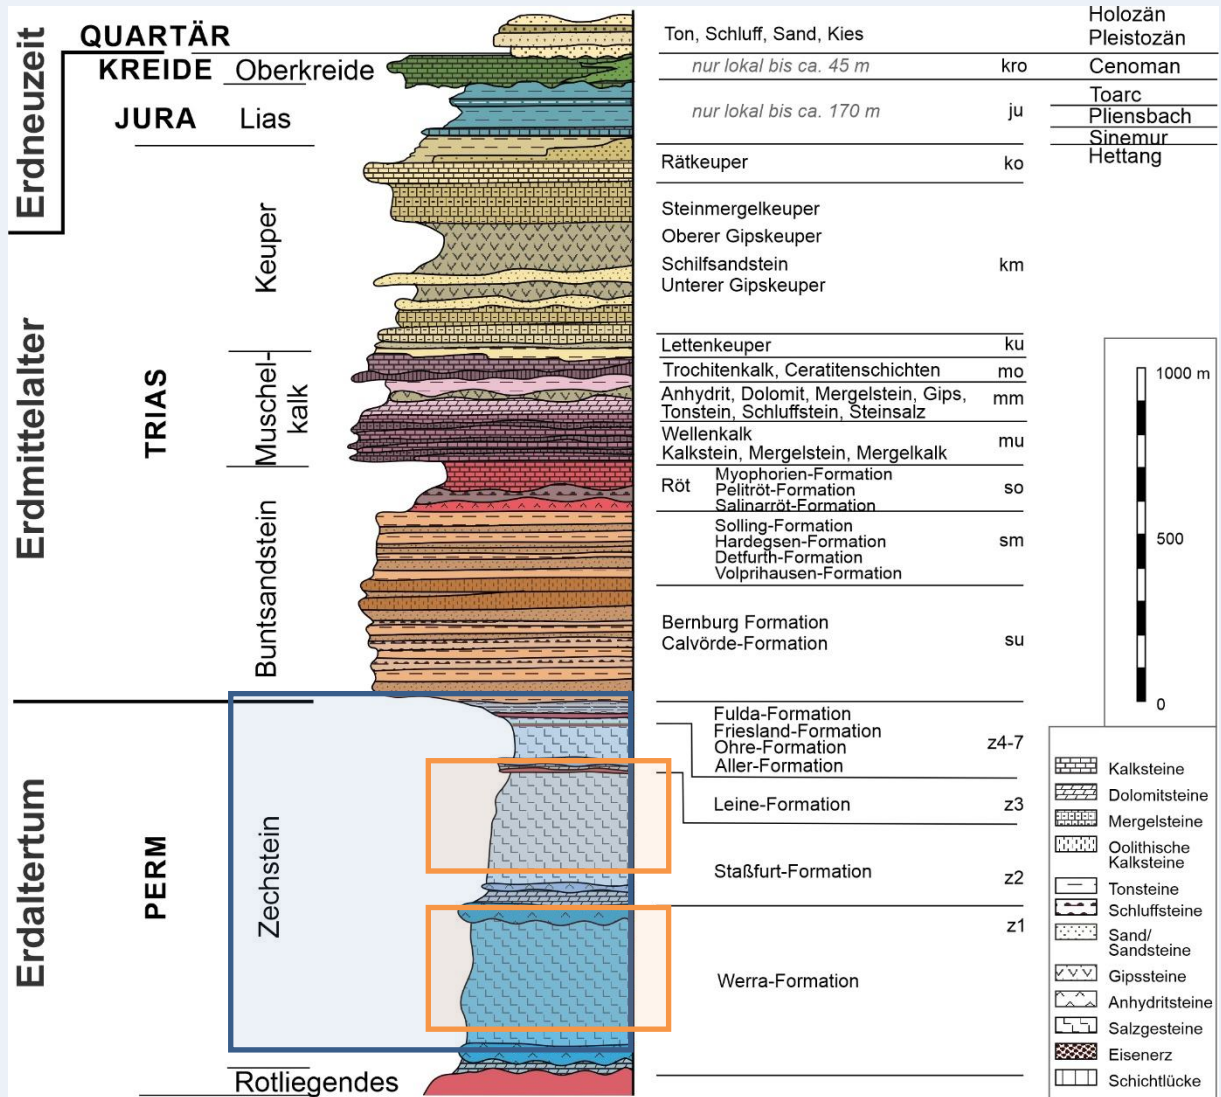 Erdneuzeit
Erdmittelalter
Erdaltertum
QUARTÄR
KREIDE Oberkreide
JURA Lias
TRIAS
Keuper
Muschel-
kalk
Buntsandstein
PERM
Zechstein
Rotliegendes
Ton, Schluff, Sand, Kies
nur lokal bis ca. 45 m kro
nur lokal bis ca. 170 m ju
Rätkeuper ko
Steinmergelkeuper
Oberer Gipskeuper
Schilfsandstein km
Unterer Gipskeuper
Lettenkeuper ku
Trochitenkalk, Ceratitenschichten mo
Anhydrit, Dolomit, Mergelstein, Gips, mm
Tonstein, Schluffstein, Steinsalz
Wellenkalk mu
Kalkstein, Mergelstein, Mergelkalk
Myophorien-Formation
Röt Pelitröt-Formation so
Salinarröt-Formation
Solling-Formation
Hardegsen-Formation sm
Detfurth-Formation
Volprihausen-Formation
Bernburg Formation
Calvörde-Formation su
Fulda-Formation
Friesland-Formation z4-7
Ohre-Formation
Aller-Formation
Leine-Formation z3
Staßfurt-Formation z2
z1
Werra-Formation
Holozän
Pleistozän
Cenoman
Toarc
Pliensbach
Sinemur
Hettang
1000 m
500
0
Kalksteine
Dolomitsteine
Mergelsteine
Oolithische
Kalksteine
Tonsteine
Schluffsteine
Sand/
Sandsteine
Gipssteine
Anhydritsteine
Salzgesteine
Eisenerz
Schichtlücke